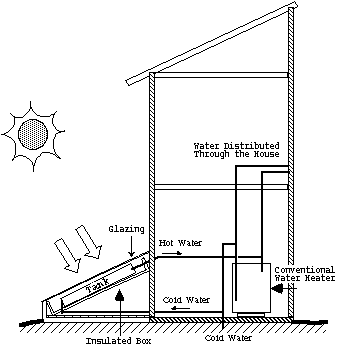 Water Distributed
Through the House
Glazing
Hot Water
Tank
Conventional
Water Heater
Cold Water
Insulated Box
Cold Water